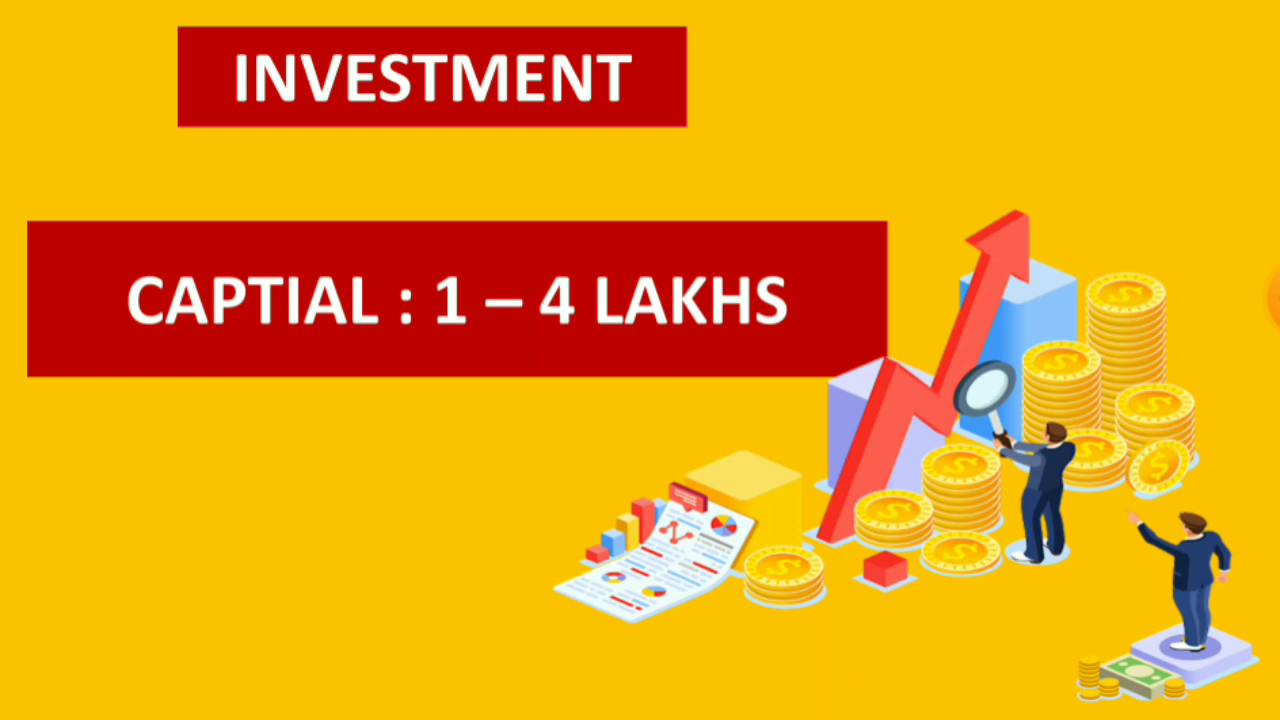 INVESTMENT
CAPTIAL : 1 – 4 LAKHS